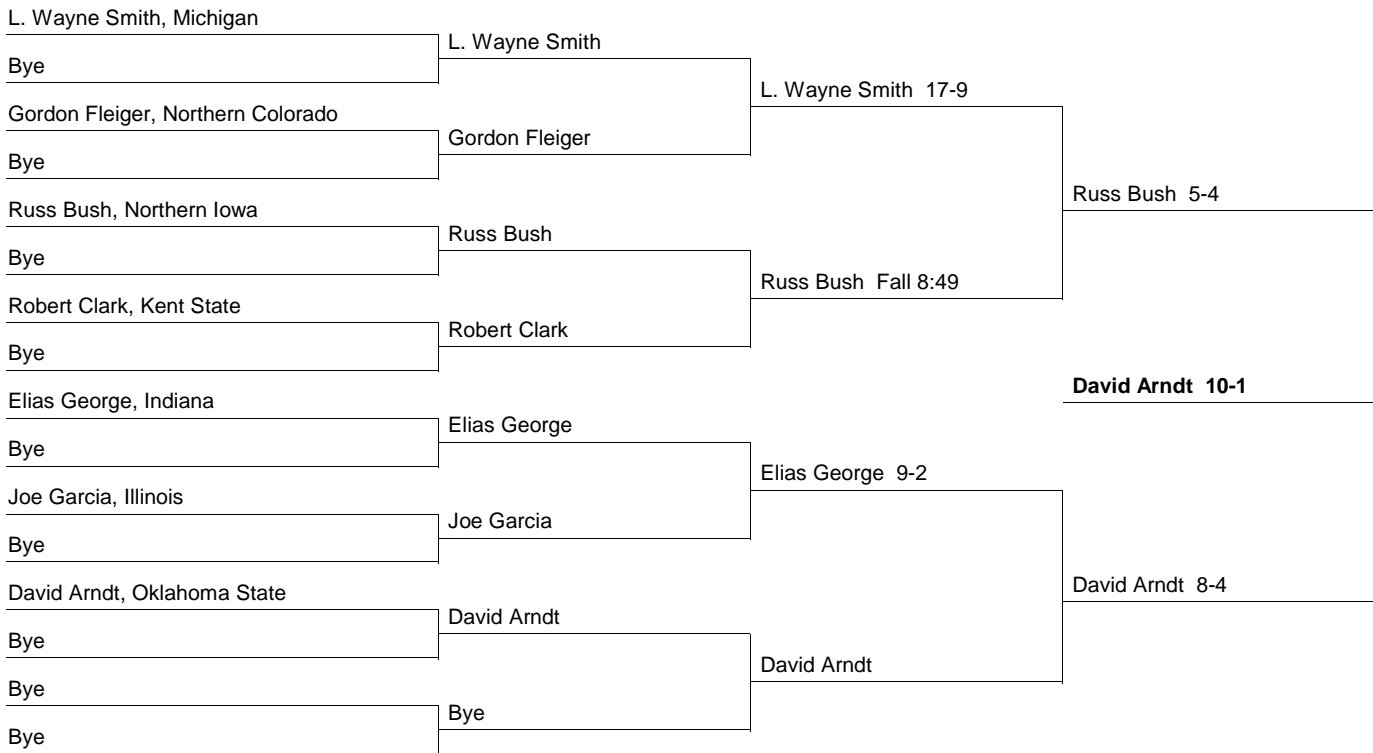 L. Wayne Smith, Michigan
Bye
Gordon Fleiger, Northern Colorado
Bye
Russ Bush, Northern Iowa
Bye
Robert Clark, Kent State
Bye
Elias George, Indiana
Bye
Joe Garcia, Illinois
Bye
David Arndt, Oklahoma State
Bye
Bye
Bye
L. Wayne Smith
Gordon Fleiger
Russ Bush
Robert Clark
Elias George
Joe Garcia
David Arndt
Bye
L. Wayne Smith 17-9
Russ Bush Fall 8:49
Elias George 9-2
David Arndt
Russ Bush 5-4
David Arndt 10-1
David Arndt 8-4